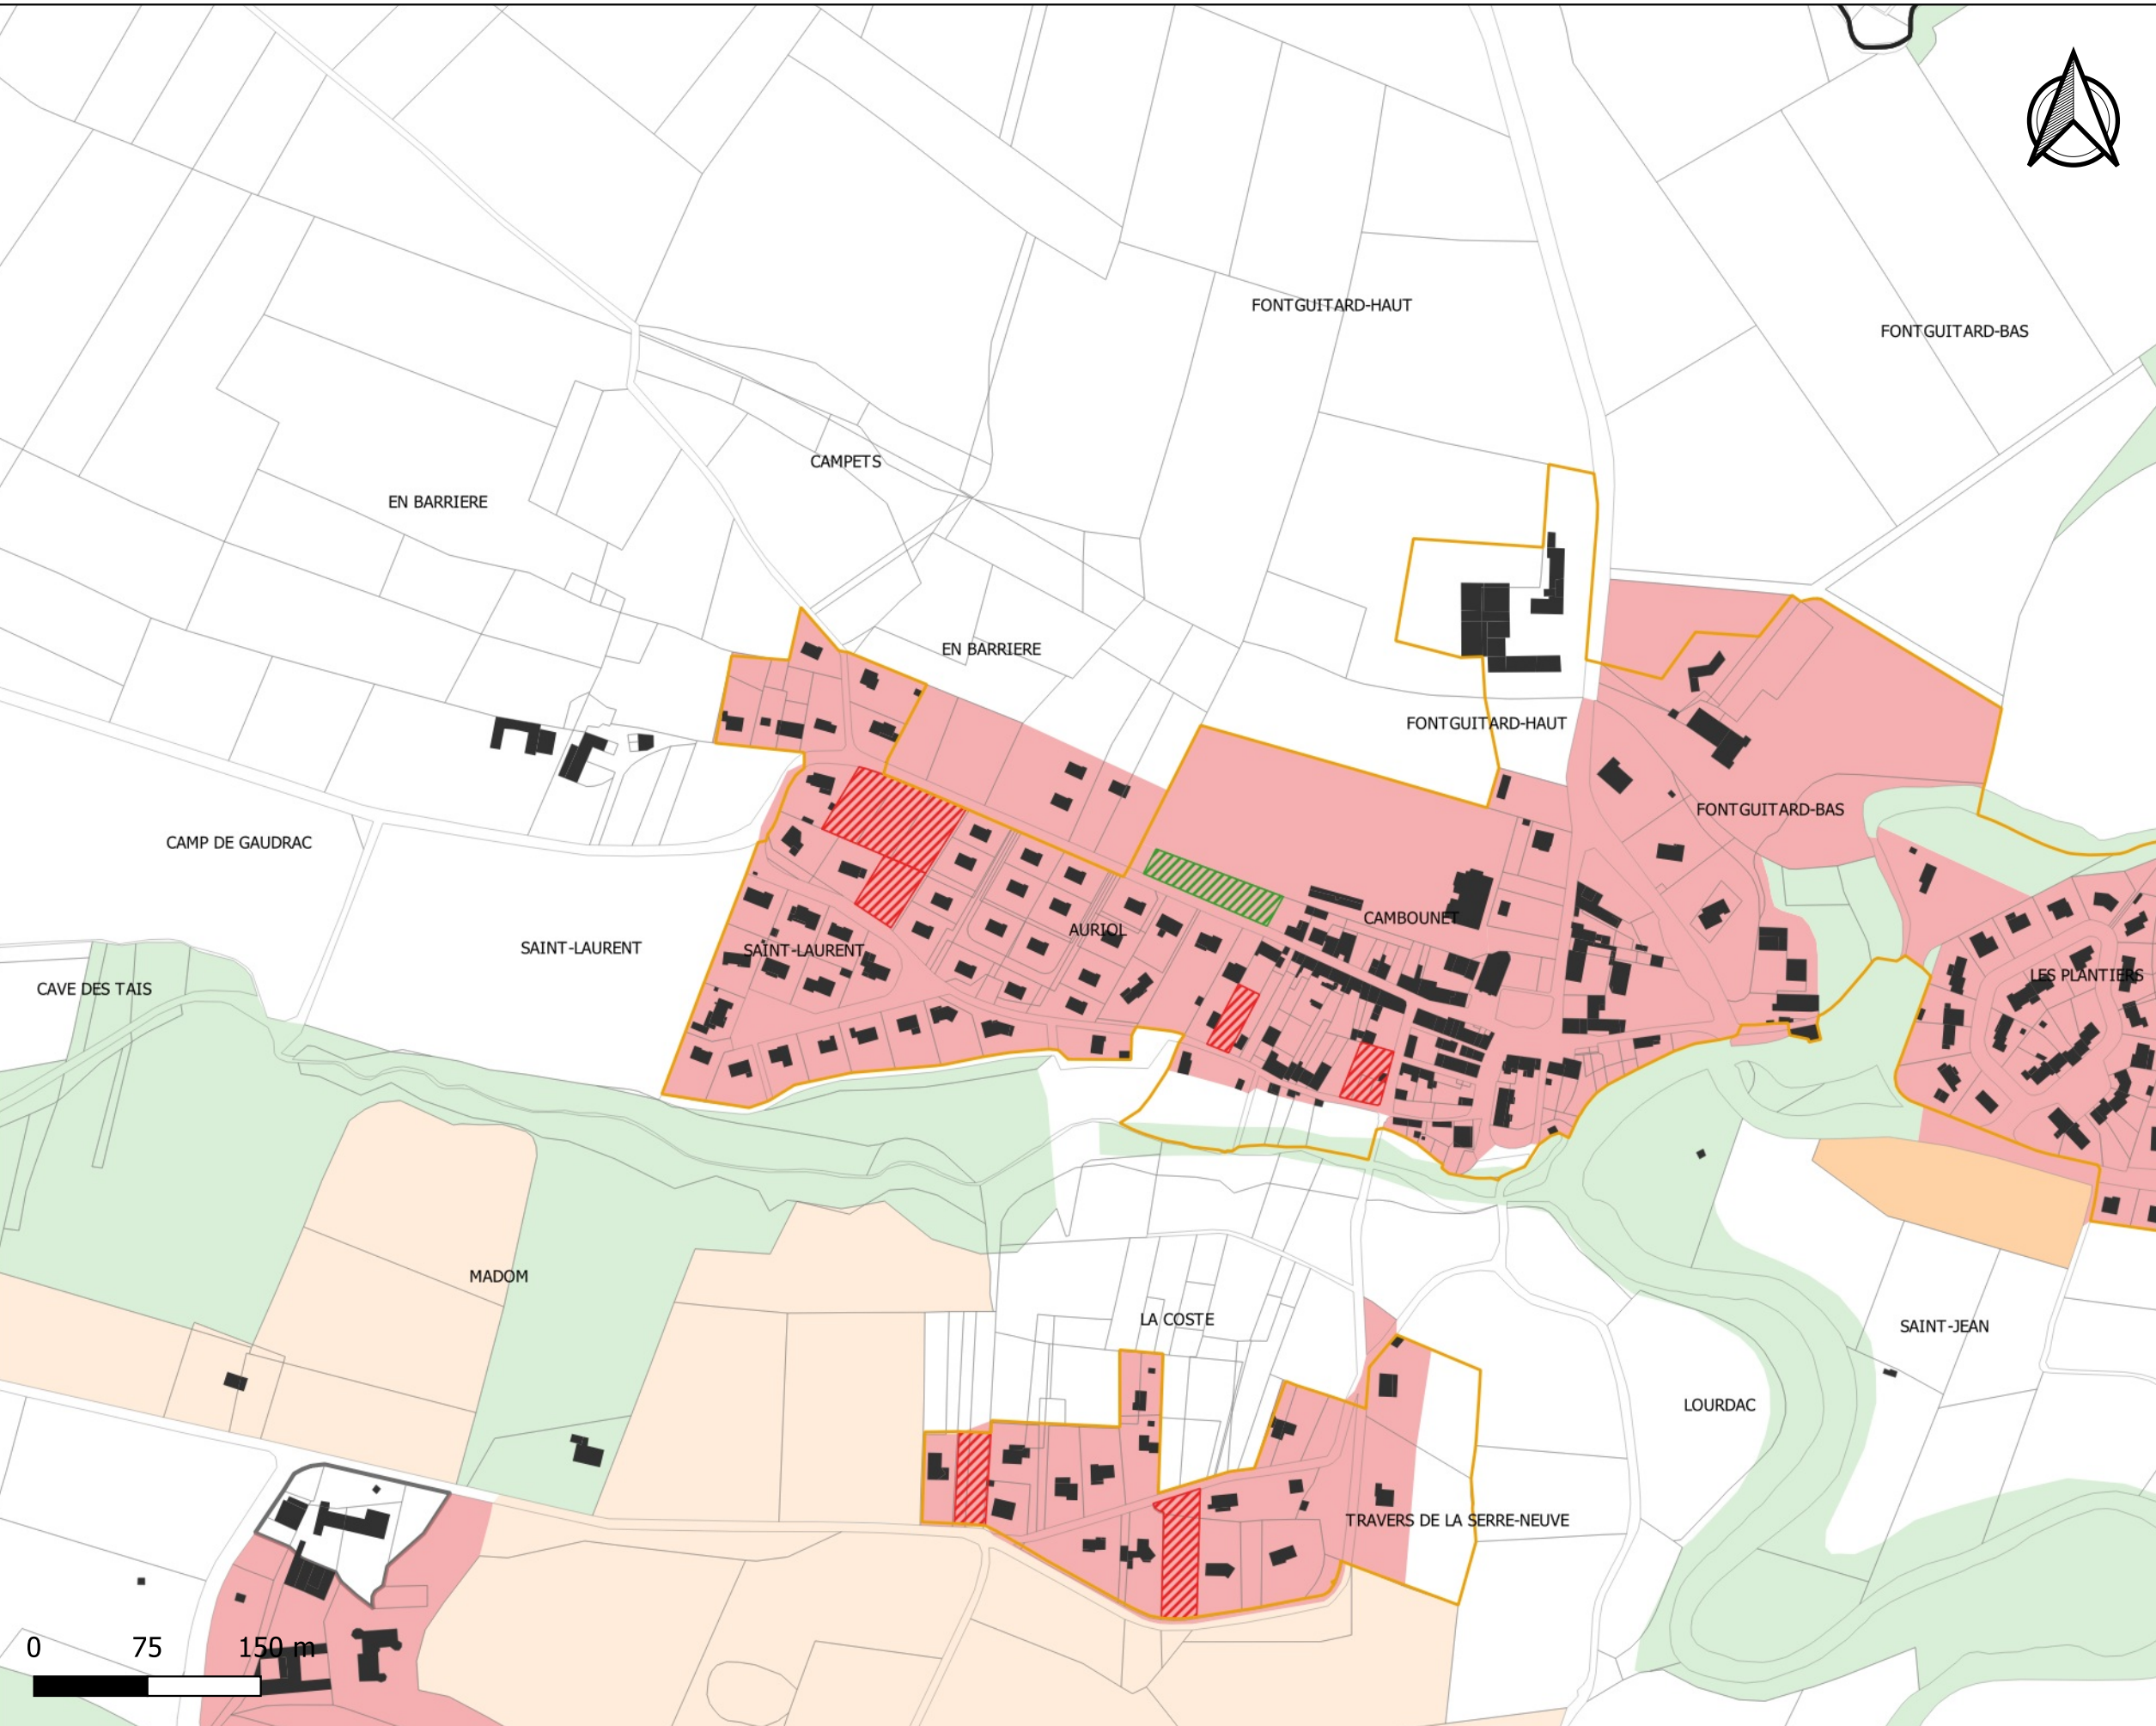 FONTGUITARD-HAUT
FONTGUITARD-BAS
CAMPETS
EN BARRIERE
EN BARRIERE
FONTGUITARD-HAUT
FONTGUITARD-BAS
CAMP DE GAUDRAC
CAMBOUNET
AURIOL
SAINT-LAURENT
SAINT-LAURENT
LES PLANTIERS
CAVE DES TAIS
MADOM
LA COSTE
SAINT-JEAN
LOURDAC
TRAVERS DE LA SERRE-NEUVE
0 75 150 m